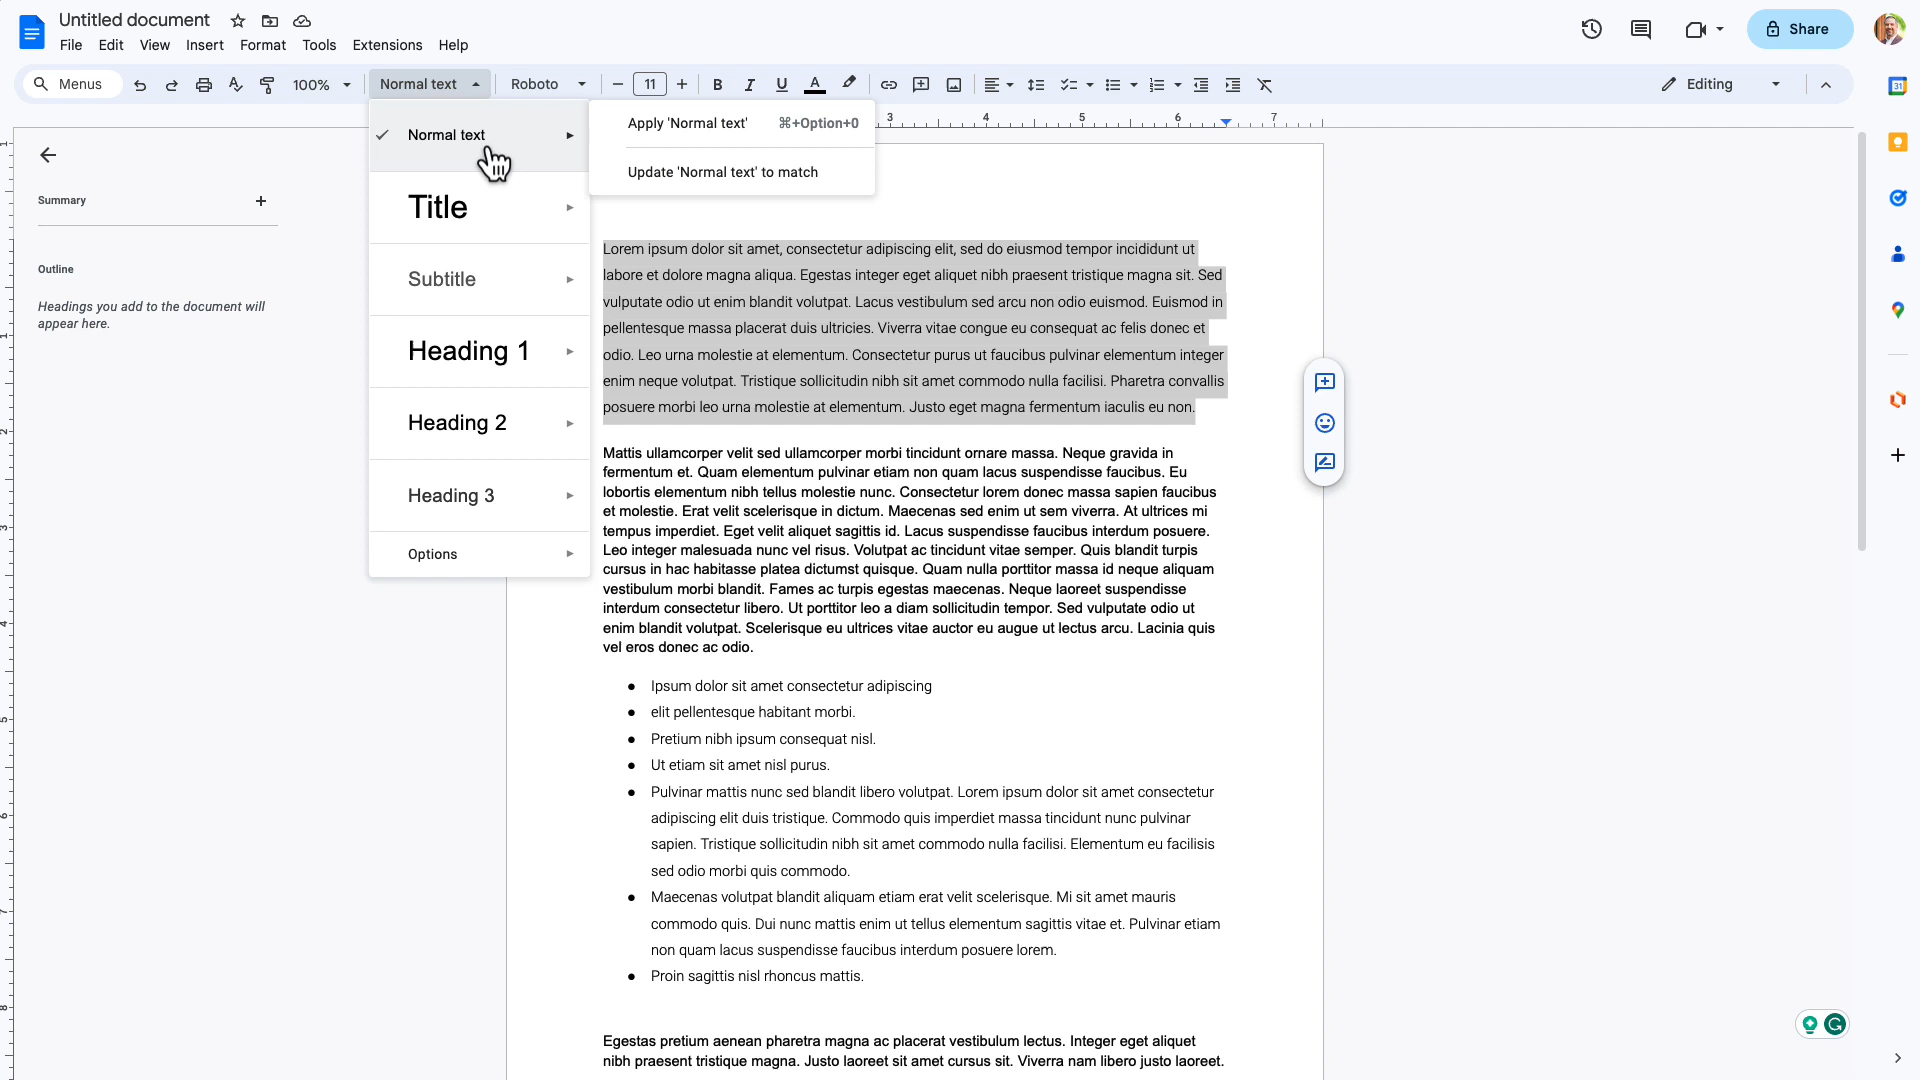 Untitled document
File Edit View Insert Format Tools Extensions Help
Share
Menus 100% Normal text Roboto 11 B I U A Editing
31
Normal text
Apply 'Normal text' ⌘+Option+0
Update 'Normal text' to match
3 4 5 6 7
Title
Subtitle
Heading 1
Heading 2
Heading 3
Options
Summary
Outline
Headings you add to the document will
appear here.
1
1
2
3
4
5
6
7
8
Lorem ipsum dolor sit amet, consectetur adipiscing elit, sed do eiusmod tempor incididunt ut
labore et dolore magna aliqua. Egestas integer eget aliquet nibh praesent tristique magna sit. Sed
vulputate odio ut enim blandit volutpat. Lacus vestibulum sed arcu non odio euismod. Euismod in
pellentesque massa placerat duis ultricies. Viverra vitae congue eu consequat ac felis donec et
odio. Leo urna molestie at elementum. Consectetur purus ut faucibus pulvinar elementum integer
enim neque volutpat. Tristique sollicitudin nibh sit amet commodo nulla facilisi. Pharetra convallis
posuere morbi leo urna molestie at elementum. Justo eget magna fermentum iaculis eu non.
Mattis ullamcorper velit sed ullamcorper morbi tincidunt ornare massa. Neque gravida in
fermentum et. Quam elementum pulvinar etiam non quam lacus suspendisse faucibus. Eu
lobortis elementum nibh tellus molestie nunc. Consectetur lorem donec massa sapien faucibus
et molestie. Erat velit scelerisque in dictum. Maecenas sed enim ut sem viverra. At ultrices mi
tempus imperdiet. Eget velit aliquet sagittis id. Lacus suspendisse faucibus interdum posuere.
Leo integer malesuada nunc vel risus. Volutpat ac tincidunt vitae semper. Quis blandit turpis
cursus in hac habitasse platea dictumst quisque. Quam nulla porttitor massa id neque aliquam
vestibulum morbi blandit. Fames ac turpis egestas maecenas. Neque laoreet suspendisse
interdum consectetur libero. Ut porttitor leo a diam sollicitudin tempor. Sed vulputate odio ut
enim blandit volutpat. Scelerisque eu ultrices vitae auctor eu augue ut lectus arcu. Lacinia quis
vel eros donec ac odio.
● Ipsum dolor sit amet consectetur adipiscing
● elit pellentesque habitant morbi.
● Pretium nibh ipsum consequat nisl.
● Ut etiam sit amet nisl purus.
● Pulvinar mattis nunc sed blandit libero volutpat. Lorem ipsum dolor sit amet consectetur
adipiscing elit duis tristique. Commodo quis imperdiet massa tincidunt nunc pulvinar
sapien. Tristique sollicitudin nibh sit amet commodo nulla facilisi. Elementum eu facilisis
sed odio morbi quis commodo.
● Maecenas volutpat blandit aliquam etiam erat velit scelerisque. Mi sit amet mauris
commodo quis. Dui nunc mattis enim ut tellus elementum sagittis vitae et. Pulvinar etiam
non quam lacus suspendisse faucibus interdum posuere lorem.
● Proin sagittis nisl rhoncus mattis.
Egestas pretium aenean pharetra magna ac placerat vestibulum lectus. Integer eget aliquet
nibh praesent tristique magna. Justo laoreet sit amet cursus sit. Viverra nam libero justo laoreet.